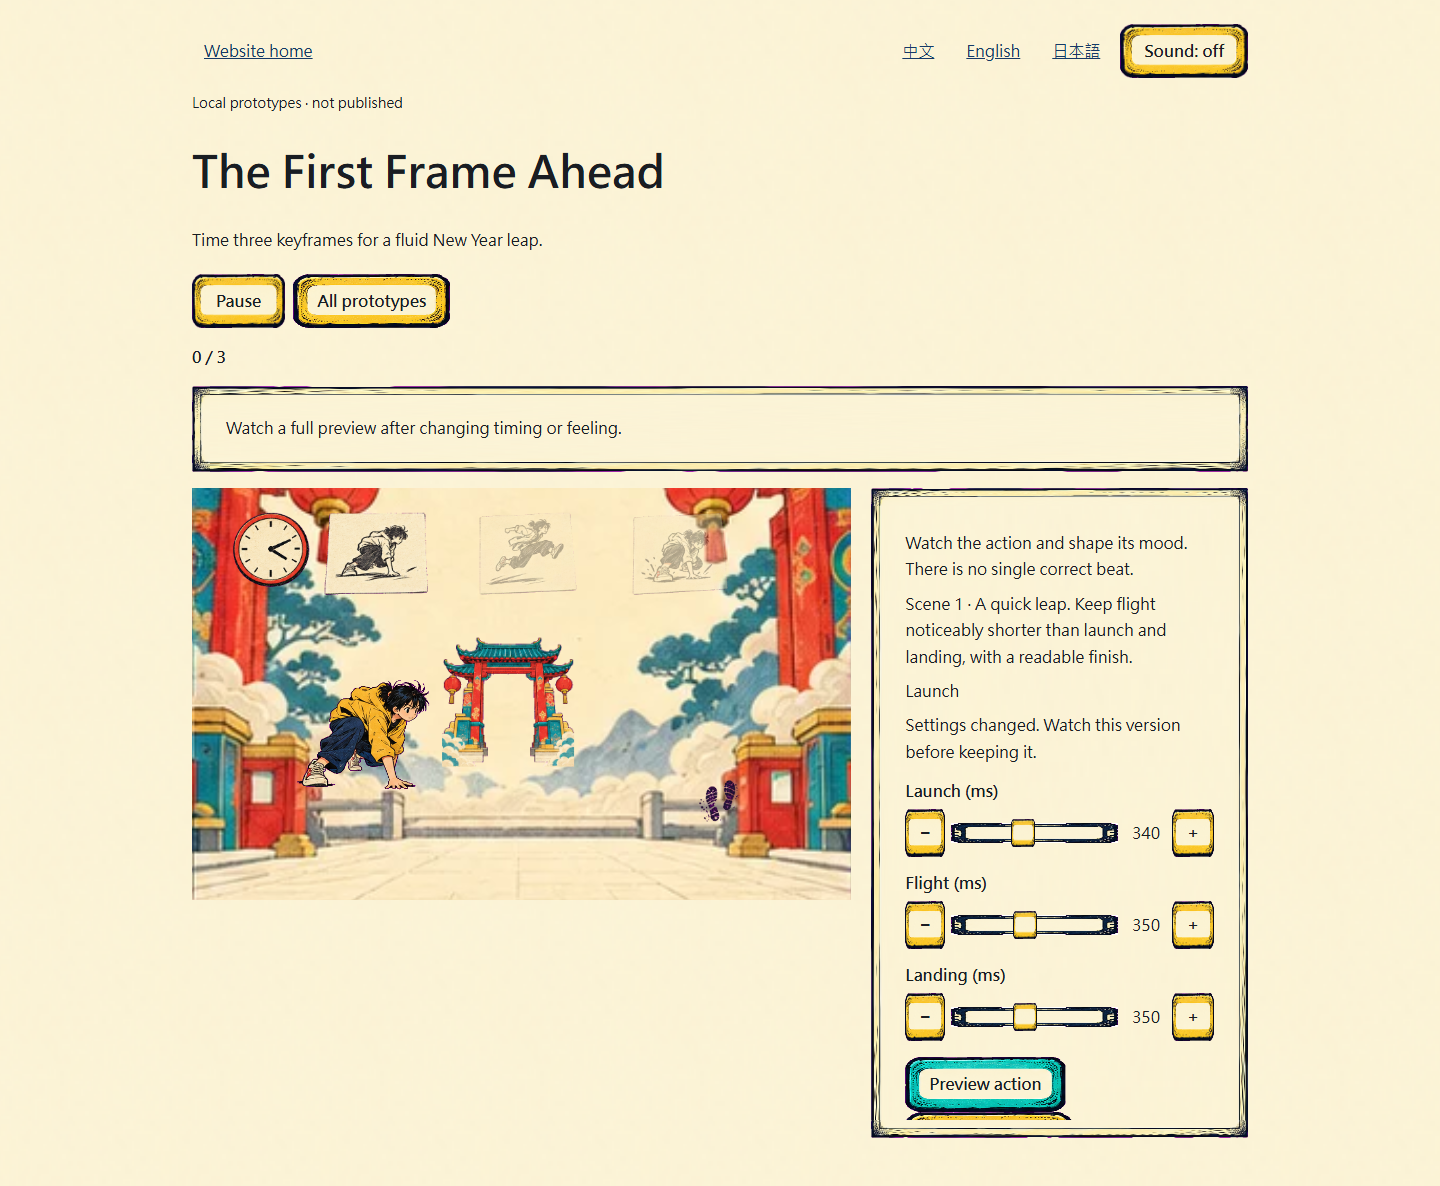 Website home
中文
English
日本語
Sound: off
Local prototypes · not published
The First Frame Ahead
Time three keyframes for a fluid New Year leap.
Pause
All prototypes
0 / 3
Watch a full preview after changing timing or feeling.
Watch the action and shape its mood.
There is no single correct beat.
Scene 1 · A quick leap. Keep flight
noticeably shorter than launch and
landing, with a readable finish.
Launch
Settings changed. Watch this version
before keeping it.
Launch (ms)
− 340 +
Flight (ms)
− 350 +
Landing (ms)
− 350 +
Preview action